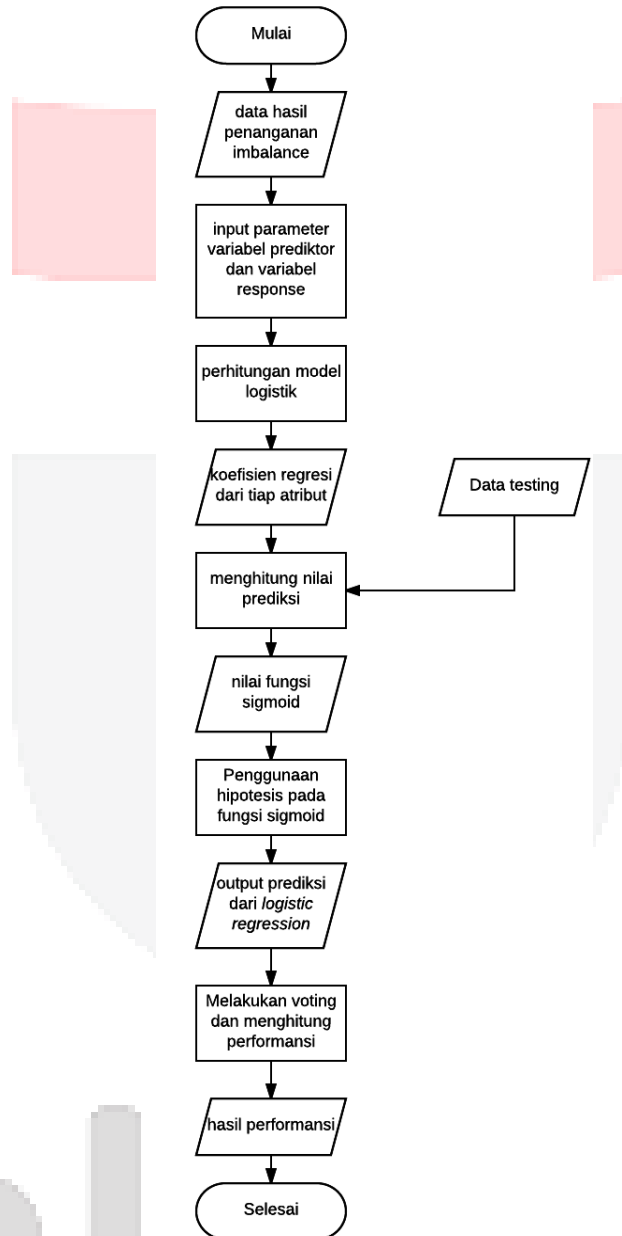 Mulai
data hasil
penanganan
imbalance
input parameter
variabel prediktor
dan variabel
response
perhitungan model
logistik
koefisien regresi
dari tiap atribut
Data testing
menghitung nilai
prediksi
nilai fungsi
sigmoid
Penggunaan
hipotesis pada
fungsi sigmoid
output prediksi
dari logistic
regression
Melakukan voting
dan menghitung
performansi
hasil performansi
Selesai